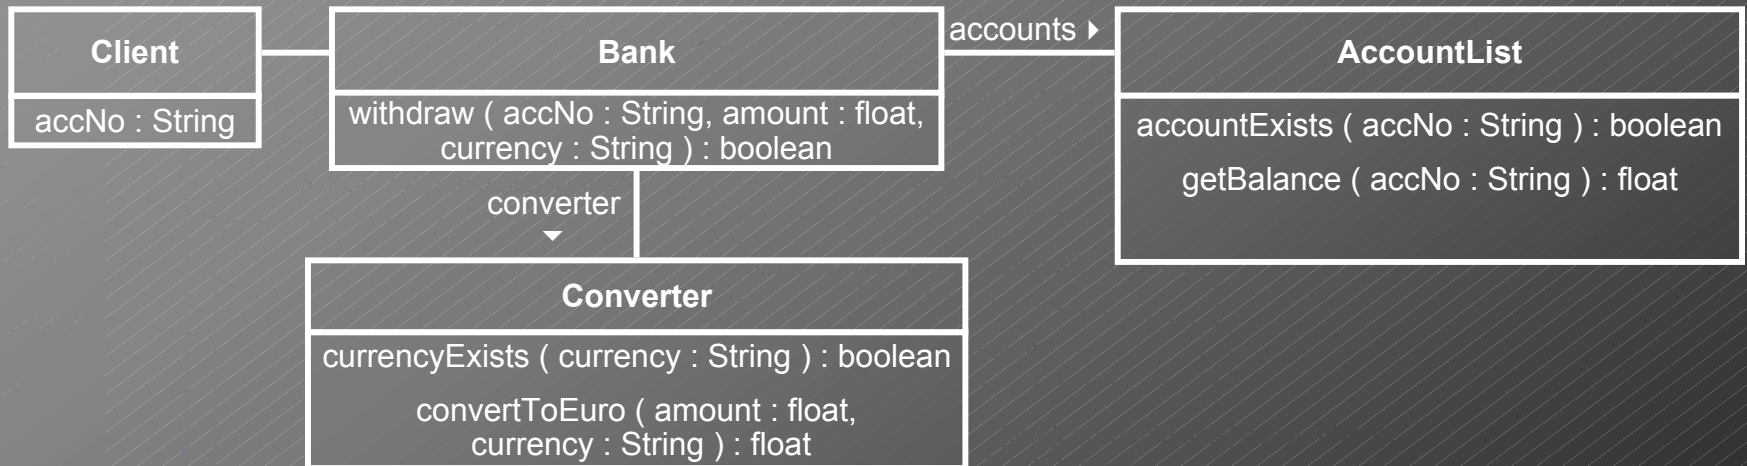 Client
accNo : String
Bank
withdraw ( accNo : String, amount : float,
currency : String ) : boolean
accounts
AccountList
accountExists ( accNo : String ) : boolean
getBalance ( accNo : String ) : float
converter
Converter
currencyExists ( currency : String ) : boolean
convertToEuro ( amount : float,
currency : String ) : float